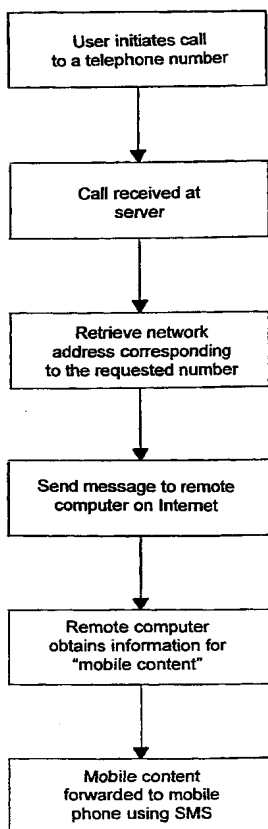 User initiates call
to a telephone number
Call received at
server
Retrieve network
address corresponding
to the requested number
Send message to remote
computer on Internet
Remote computer
obtains information for
"mobile content"
Mobile content
forwarded to mobile
phone using SMS